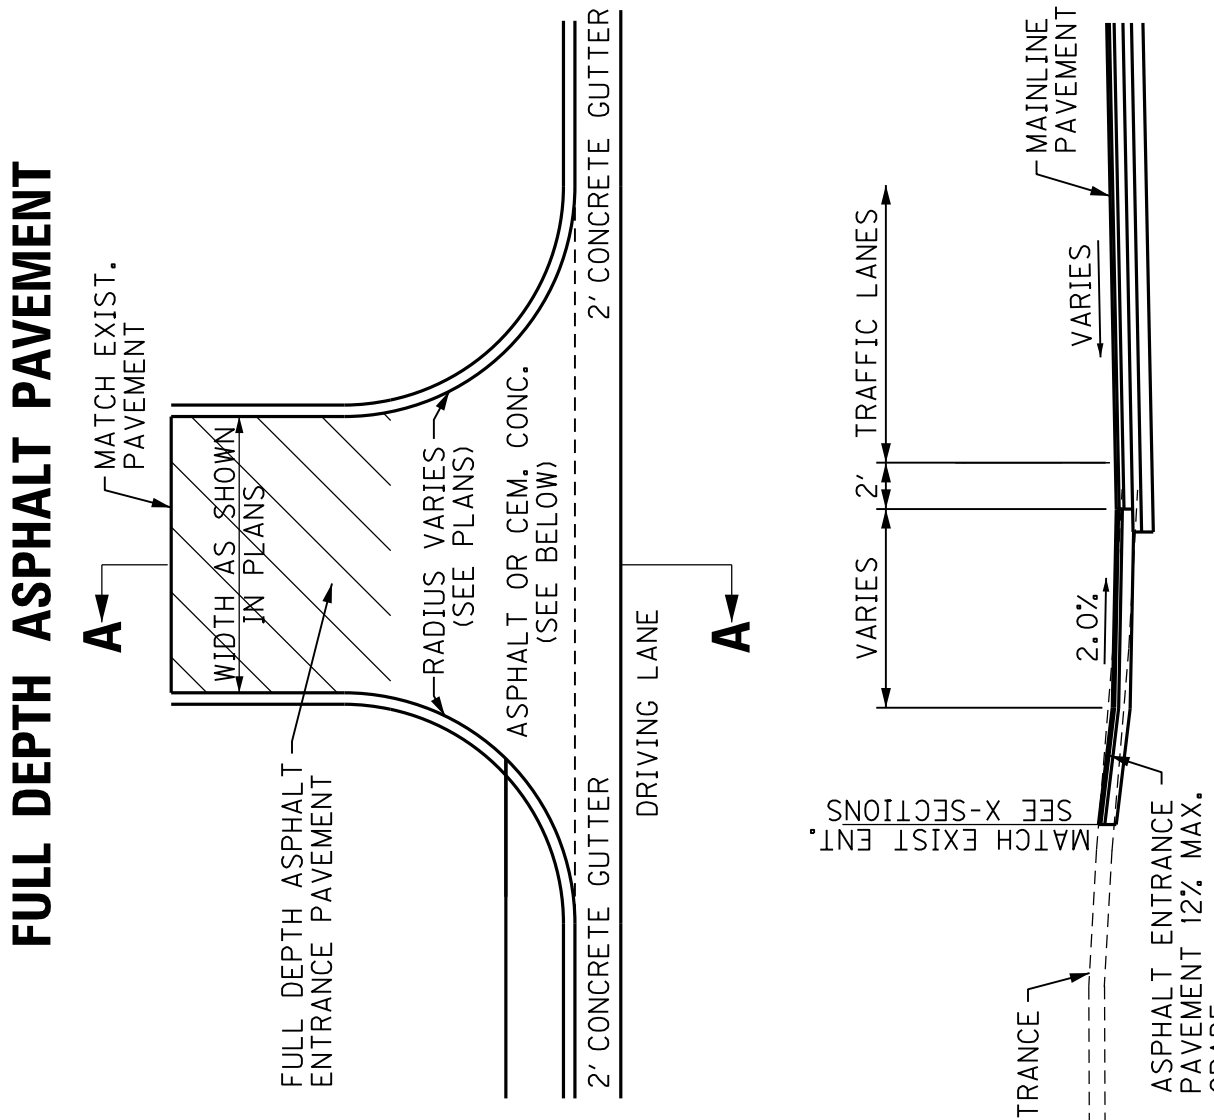 FULL DEPTH ASPHALT PAVEMENT
MATCH EXIST.
PAVEMENT
A
WIDTH AS SHOWN
IN PLANS
FULL DEPTH ASPHALT
ENTRANCE PAVEMENT
RADIUS VARIES
(SEE PLANS)
ASPHALT OR CEM. CONC.
(SEE BELOW)
2' CONCRETE GUTTER
2' CONCRETE GUTTER
DRIVING LANE
A
VARIES
2'
TRAFFIC LANES
MAINLINE
PAVEMENT
VARIES
2.0%
MATCH EXIST ENT.
SEE X-SECTIONS
TRANCE
ASPHALT ENTRANCE
PAVEMENT 12% MAX.